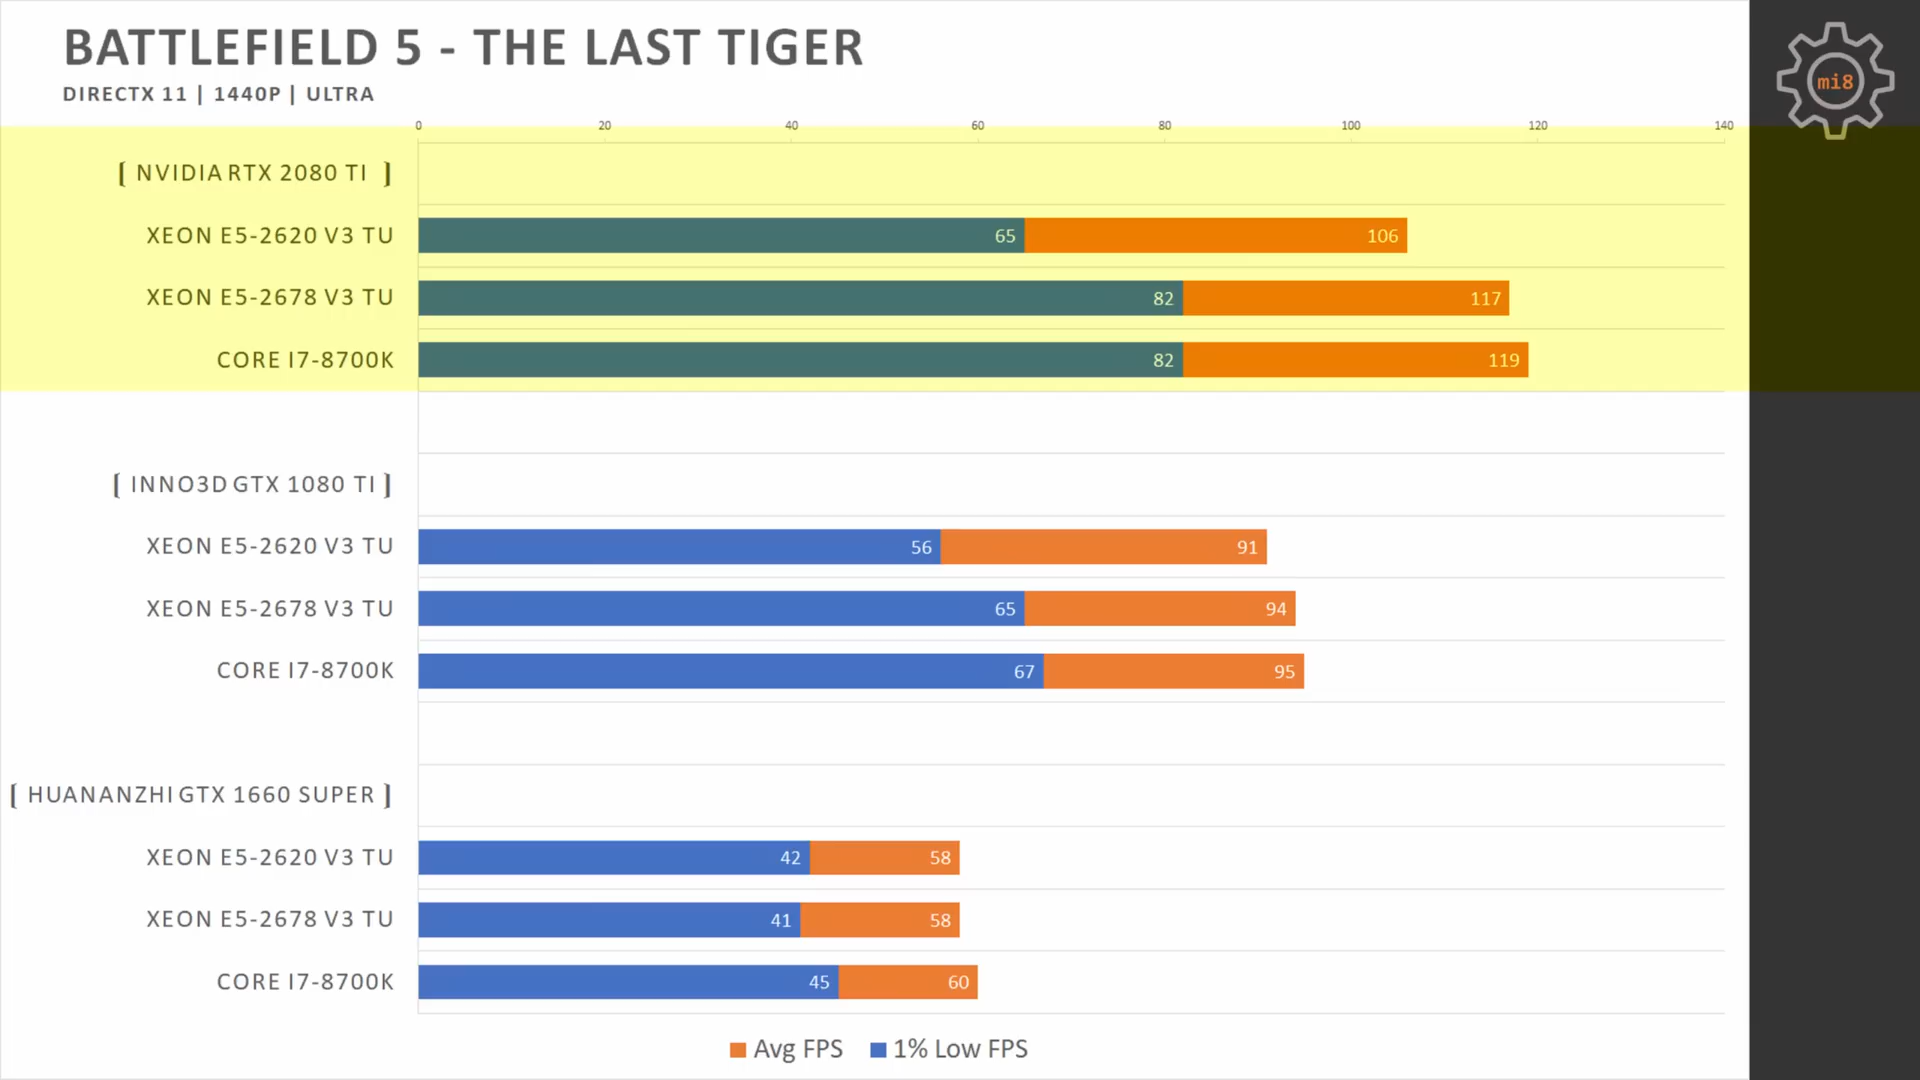 BATTLEFIELD 5 - THE LAST TIGER
DIRECTX 11 | 1440P | ULTRA
mi8
0 20 40 60 80 100 120 140
[ NVIDIA RTX 2080 TI ]
XEON E5-2620 V3 TU 65 106
XEON E5-2678 V3 TU 82 117
CORE I7-8700K 82 119
[ INNO3D GTX 1080 TI ]
XEON E5-2620 V3 TU 56 91
XEON E5-2678 V3 TU 65 94
CORE I7-8700K 67 95
[ HUANANZHI GTX 1660 SUPER ]
XEON E5-2620 V3 TU 42 58
XEON E5-2678 V3 TU 41 58
CORE I7-8700K 45 60
Avg FPS 1% Low FPS